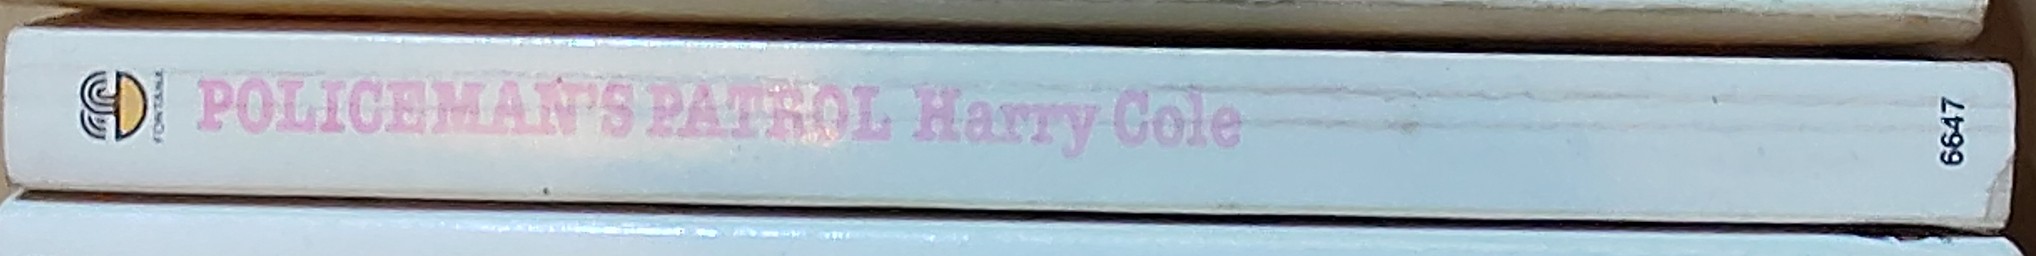 FONTANA
POLICEMAN'S PATROL Harry Cole
6647